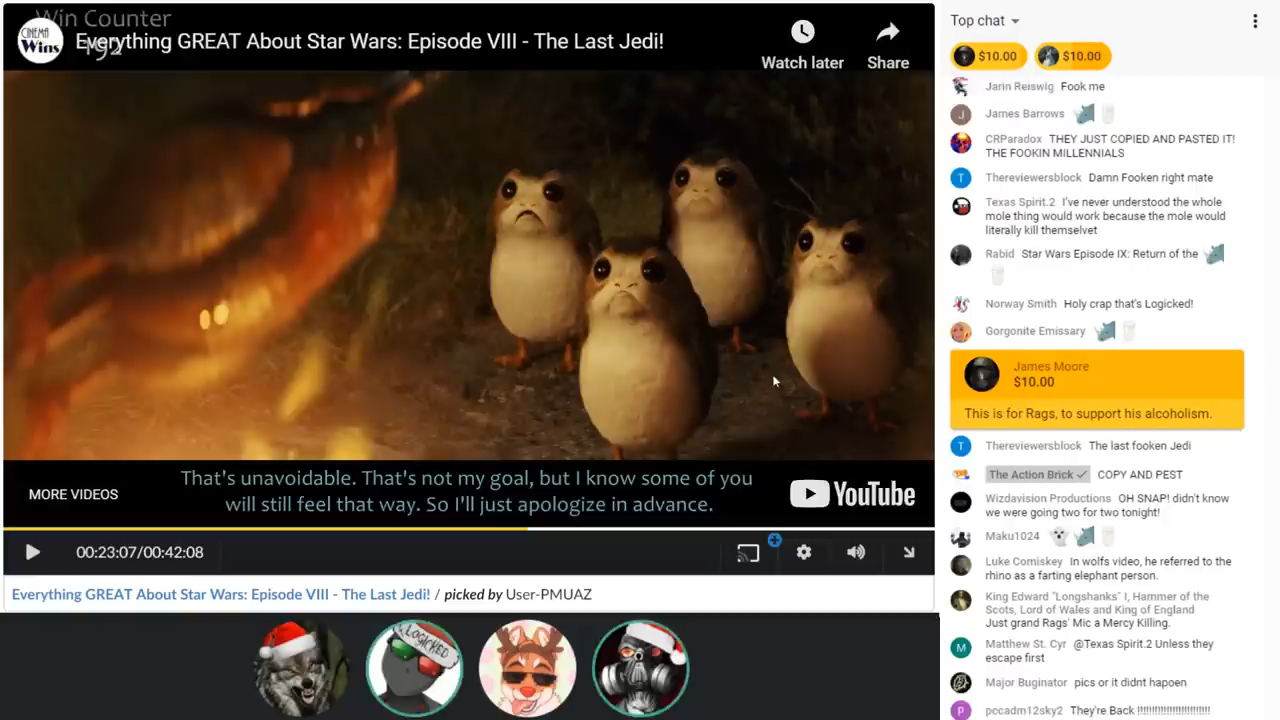 Win Counter
192
CINEMA
Wins
Everything GREAT About Star Wars: Episode VIII - The Last Jedi!
Watch later
Share
That's unavoidable. That's not my goal, but I know some of you
will still feel that way. So I'll just apologize in advance.
MORE VIDEOS
YouTube
00:23:07/00:42:08
Everything GREAT About Star Wars: Episode VIII - The Last Jedi! / picked by User-PMUAZ
LOGICKED
Top chat
$10.00
$10.00
Jarin Reiswig Fook me
James Barrows
CRParadox THEY JUST COPIED AND PASTED IT!
THE FOOKIN MILLENNIALS
T
Thereviewersblock Damn Fooken right mate
Texas Spirit.2 I've never understood the whole
mole thing would work because the mole would
literally kill themselvet
Rabid Star Wars Episode IX: Return of the
Norway Smith Holy crap that's Logicked!
Gorgonite Emissary
James Moore
$10.00
This is for Rags, to support his alcoholism.
T
Thereviewersblock The last fooken Jedi
The Action Brick COPY AND PEST
Wizdavision Productions OH SNAP! didn't know
we were going two for two tonight!
Maku1024
Luke Comiskey In wolfs video, he referred to the
rhino as a farting elephant person.
King Edward "Longshanks" I, Hammer of the
Scots, Lord of Wales and King of England
Just grand Rags' Mic a Mercy Killing.
M
Matthew St. Cyr @Texas Spirit.2 Unless they
escape first
Major Buginator pics or it didnt hapoen
P
pccadm12sky2 They're Back !!!!!!!!!!!!!!!!!!!!!!!!!